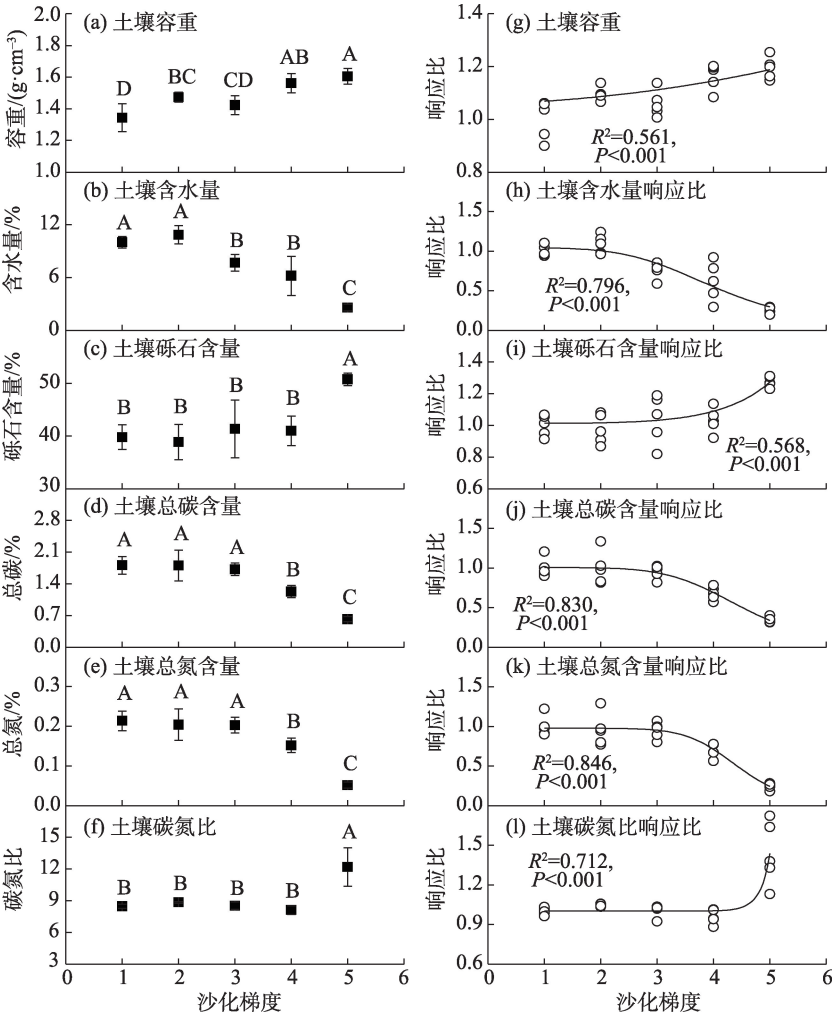 (a) 土壤容重
容重/(g·cm⁻³)
2.0
1.8
1.6
1.4
1.2
1.0
D
BC
CD
AB
A
(g) 土壤容重
响应比
1.4
1.2
1.0
0.8
R²=0.561,
P<0.001
(b) 土壤含水量
含水量/%
12
6
0
A
A
B
B
C
(h) 土壤含水量响应比
响应比
1.5
1.0
0.5
0.0
R²=0.796,
P<0.001
(c) 土壤砾石含量
砾石含量/%
50
40
30
B
B
B
B
A
(i) 土壤砾石含量响应比
响应比
1.4
1.2
1.0
0.8
0.6
R²=0.568,
P<0.001
(d) 土壤总碳含量
总碳/%
2.8
2.1
1.4
0.7
0.0
A
A
A
B
C
(j) 土壤总碳含量响应比
响应比
1.5
1.0
0.5
0.0
R²=0.830,
P<0.001
(e) 土壤总氮含量
总氮/%
0.3
0.2
0.1
0.0
A
A
A
B
C
(k) 土壤总氮含量响应比
响应比
1.5
1.0
0.5
0.0
R²=0.846,
P<0.001
(f) 土壤碳氮比
碳氮比
15
12
9
6
3
B
B
B
B
A
0 1 2 3 4 5 6
沙化梯度
(l) 土壤碳氮比响应比
响应比
1.5
1.2
0.9
0.6
R²=0.712,
P<0.001
0 1 2 3 4 5 6
沙化梯度